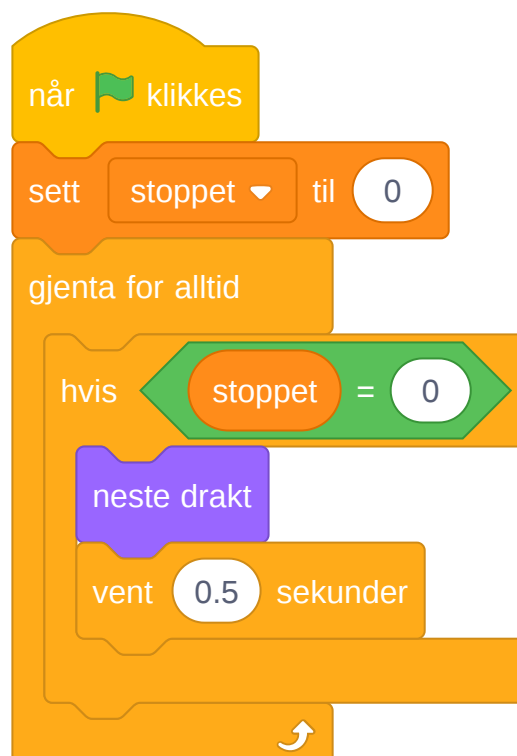 når klikkes
sett stoppet til 0
gjenta for alltid
hvis stoppet = 0
neste drakt
vent 0.5 sekunder